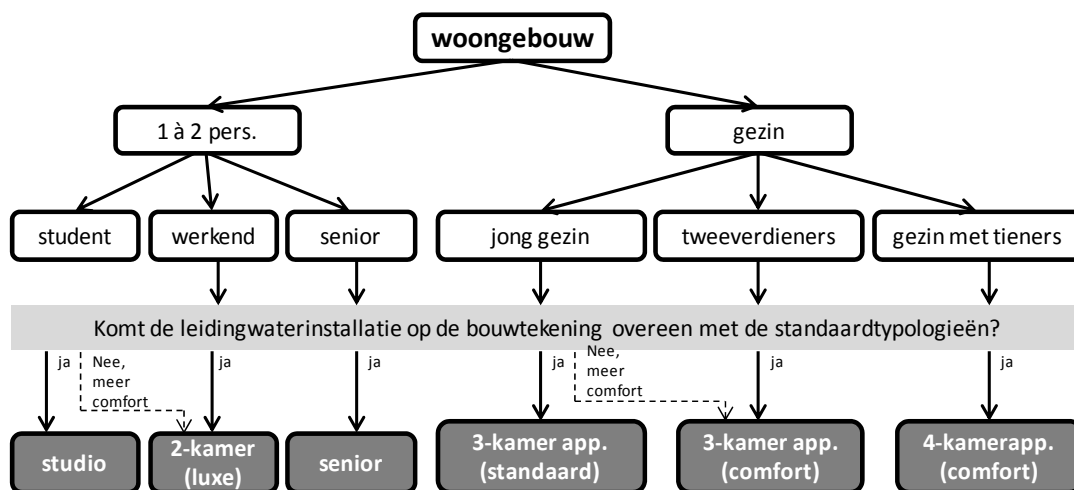 woongebouw
1 à 2 pers.
gezin
student
werkend
senior
jong gezin
tweeverdieners
gezin met tieners
Komt de leidingwaterinstallatie op de bouwtekening overeen met de standaardtypologieën?
ja
Nee,
meer
comfort
ja
ja
ja
Nee,
meer
comfort
ja
ja
studio
2-kamer
(luxe)
senior
3-kamer app.
(standaard)
3-kamer app.
(comfort)
4-kamerapp.
(comfort)